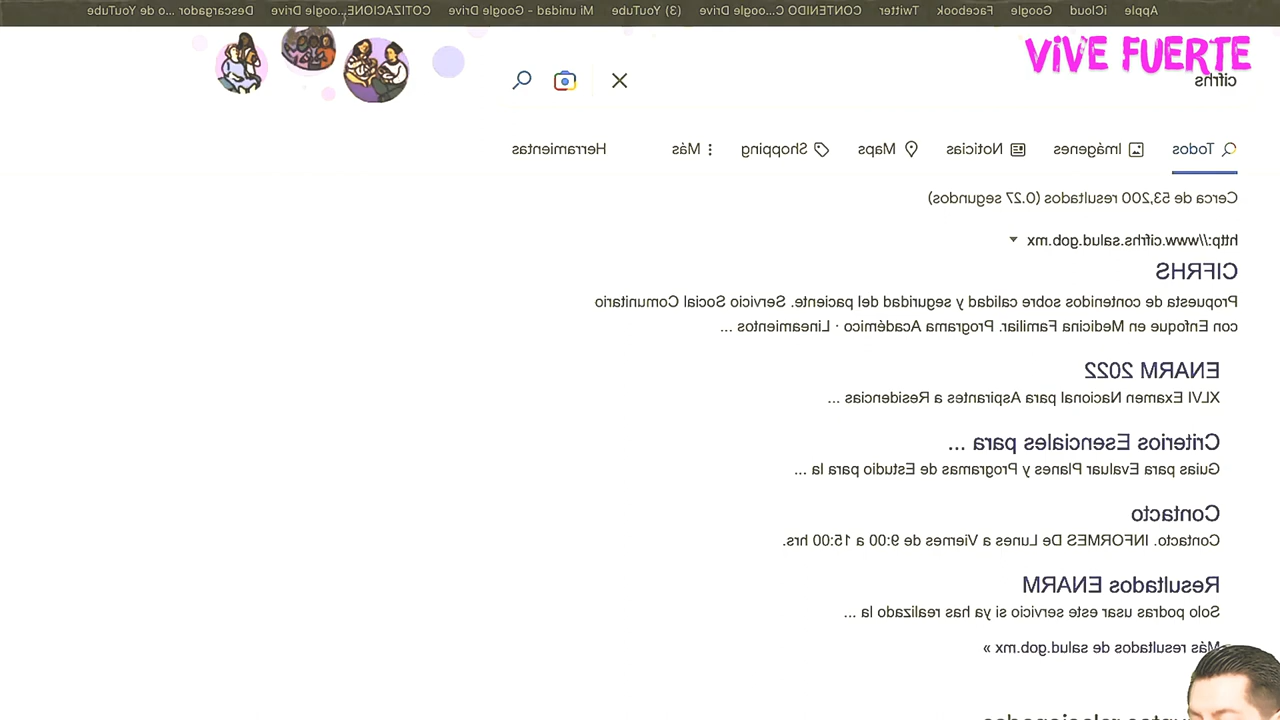 Apple iCloud Google Facebook Twitter CONTENIDO C...oogle Drive (3) YouTube Mi unidad - Google Drive COTIZACIONE...oogle Drive Descargador ...o de YouTube
VIVE FUERTE
cifrhs
Todos Imágenes Noticias Maps Shopping Más Herramientas
Cerca de 53,200 resultados (0.27 segundos)
http://www.cifrhs.salud.gob.mx
CIFRHS
Propuesta de contenidos sobre calidad y seguridad del paciente. Servicio Social Comunitario
con Enfoque en Medicina Familiar. Programa Académico · Lineamientos ...
ENARM 2022
XLVI Examen Nacional para Aspirantes a Residencias ...
Criterios Esenciales para ...
Guias para Evaluar Planes y Programas de Estudio para la ...
Contacto
Contacto. INFORMES De Lunes a Viernes de 9:00 a 15:00 hrs.
Resultados ENARM
Solo podras usar este servicio si ya has realizado la ...
Más resultados de salud.gob.mx »